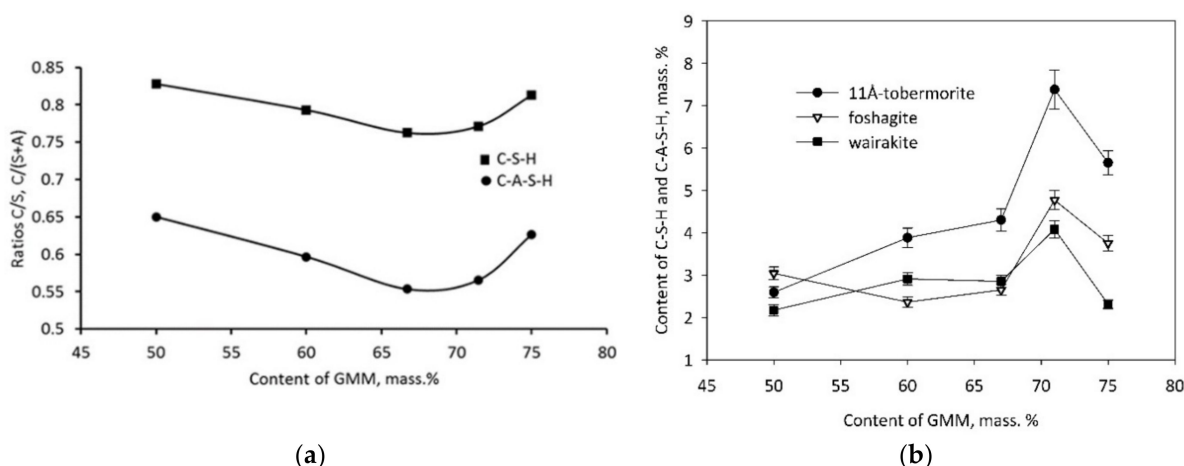 Ratios C/S, C/(S+A)
0.85
0.8
0.75
0.7
0.65
0.6
0.55
0.5
C-S-H
C-A-S-H
45 50 55 60 65 70 75 80
Content of GMM, mass.%
(a)
Content of C-S-H and C-A-S-H, mass. %
9
8
7
6
5
4
3
2
1
11Å-tobermorite
foshagite
wairakite
45 50 55 60 65 70 75 80
Content of GMM, mass. %
(b)